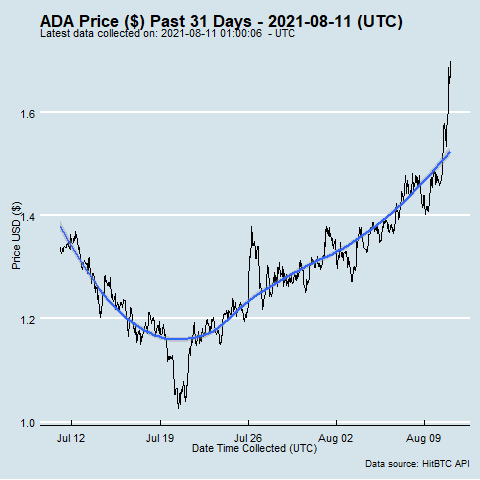 ADA Price ($) Past 31 Days - 2021-08-11 (UTC)
Latest data collected on: 2021-08-11 01:00:06 - UTC
Price USD ($)
1.6
1.4
1.2
1.0
Jul 12 Jul 19 Jul 26 Aug 02 Aug 09
Date Time Collected (UTC)
Data source: HitBTC API